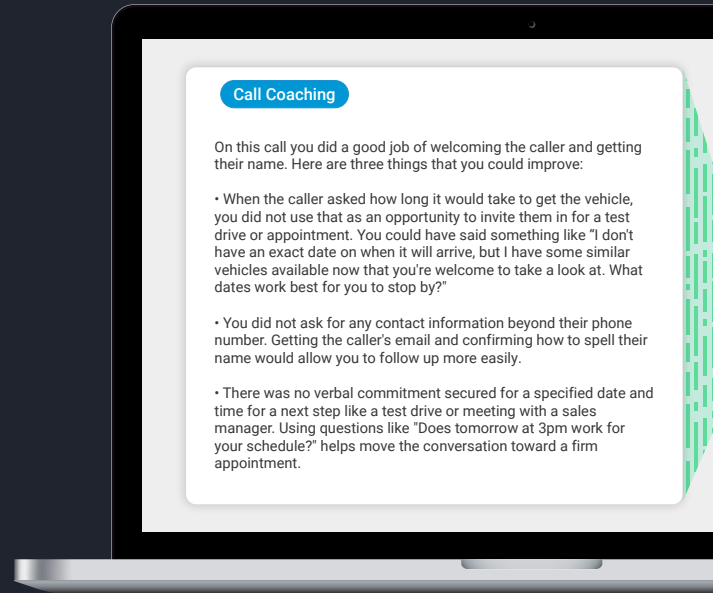 Call Coaching
On this call you did a good job of welcoming the caller and getting
their name. Here are three things that you could improve:
• When the caller asked how long it would take to get the vehicle,
you did not use that as an opportunity to invite them in for a test
drive or appointment. You could have said something like “I don't
have an exact date on when it will arrive, but I have some similar
vehicles available now that you're welcome to take a look at. What
dates work best for you to stop by?"
• You did not ask for any contact information beyond their phone
number. Getting the caller's email and confirming how to spell their
name would allow you to follow up more easily.
• There was no verbal commitment secured for a specified date and
time for a next step like a test drive or meeting with a sales
manager. Using questions like "Does tomorrow at 3pm work for
your schedule?" helps move the conversation toward a firm
appointment.